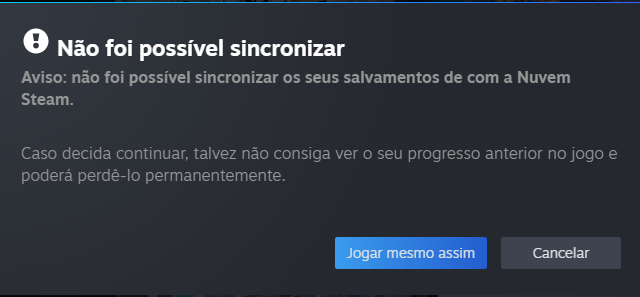 Não foi possível sincronizar
Aviso: não foi possível sincronizar os seus salvamentos de com a Nuvem
Steam.
Caso decida continuar, talvez não consiga ver o seu progresso anterior no jogo e
poderá perdê-lo permanentemente.
Jogar mesmo assim
Cancelar